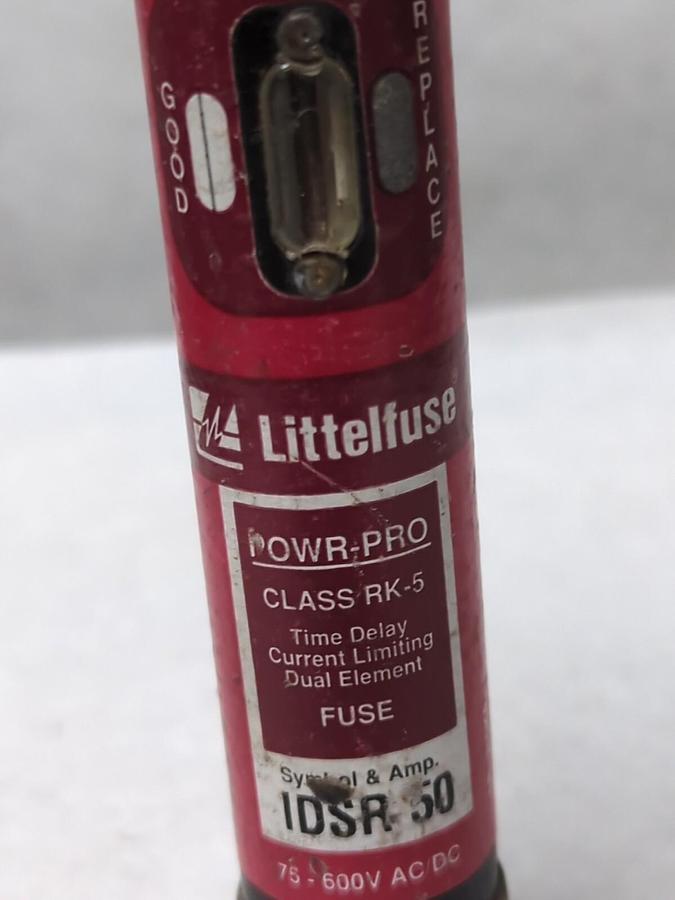 GOOD
REPLACE
Littelfuse®
POWR-PRO
CLASS RK-5
Time Delay
Current Limiting
Dual Element
FUSE
Symbol & Amp.
IDSR 50
75 - 600V AC/DC